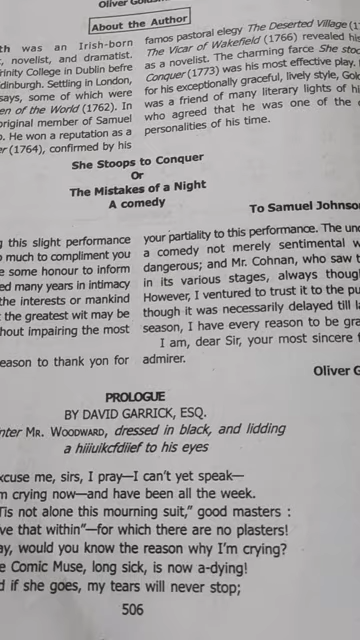 Oliver Goldsm
About the Author
th was an Irish-born
, novelist, and dramatist.
rinity College in Dublin befre
dinburgh. Settling in London,
says, some of which were
en of the World (1762). In
original member of Samuel
. He won a reputation as a
er (1764), confirmed by his
famos pastoral elegy The Deserted Village (1
The Vicar of Wakefield (1766) revealed his
as a novelist. The charming farce She stoo
Conquer (1773) was his most effective play.
for his exceptionally graceful, lively style, Gol
was a friend of many literary lights of hi
who agreed that he was one of the
personalities of his time.
She Stoops to Conquer
Or
The Mistakes of a Night
A comedy
To Samuel Johnso
g this slight performance
o much to compliment you
e some honour to inform
ed many years in intimacy
the interests or mankind
t the greatest wit may be
hout impairing the most
eason to thank yon for
your partiality to this performance. The und
a comedy not merely sentimental w
dangerous; and Mr. Cohnan, who saw t
in its various stages, always though
However, I ventured to trust it to the pu
though it was necessarily delayed till la
season, I have every reason to be gra
I am, dear Sir, your most sincere f
admirer.
Oliver G
PROLOGUE
BY DAVID GARRICK, ESQ.
nter MR. WOODWARD, dressed in black, and lidding
a hiiiuikcfdiief to his eyes
xcuse me, sirs, I pray—I can't yet speak—
m crying now—and have been all the week.
Tis not alone this mourning suit," good masters :
ve that within"—for which there are no plasters!
ay, would you know the reason why I'm crying?
e Comic Muse, long sick, is now a-dying!
d if she goes, my tears will never stop;
506